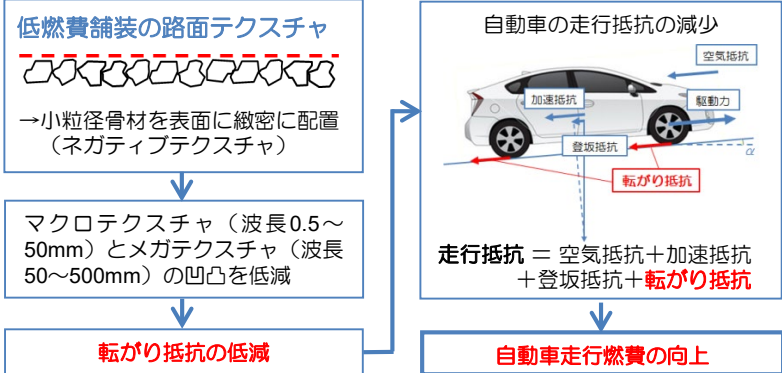 低燃費舗装の路面テクスチャ
→小粒径骨材を表面に緻密に配置
（ネガティブテクスチャ）
マクロテクスチャ（波長0.5～
50mm）とメガテクスチャ（波長
50～500mm）の凹凸を低減
転がり抵抗の低減
自動車の走行抵抗の減少
空気抵抗
加速抵抗
駆動力
登坂抵抗
α
転がり抵抗
走行抵抗 ＝ 空気抵抗＋加速抵抗
＋登坂抵抗＋転がり抵抗
自動車走行燃費の向上